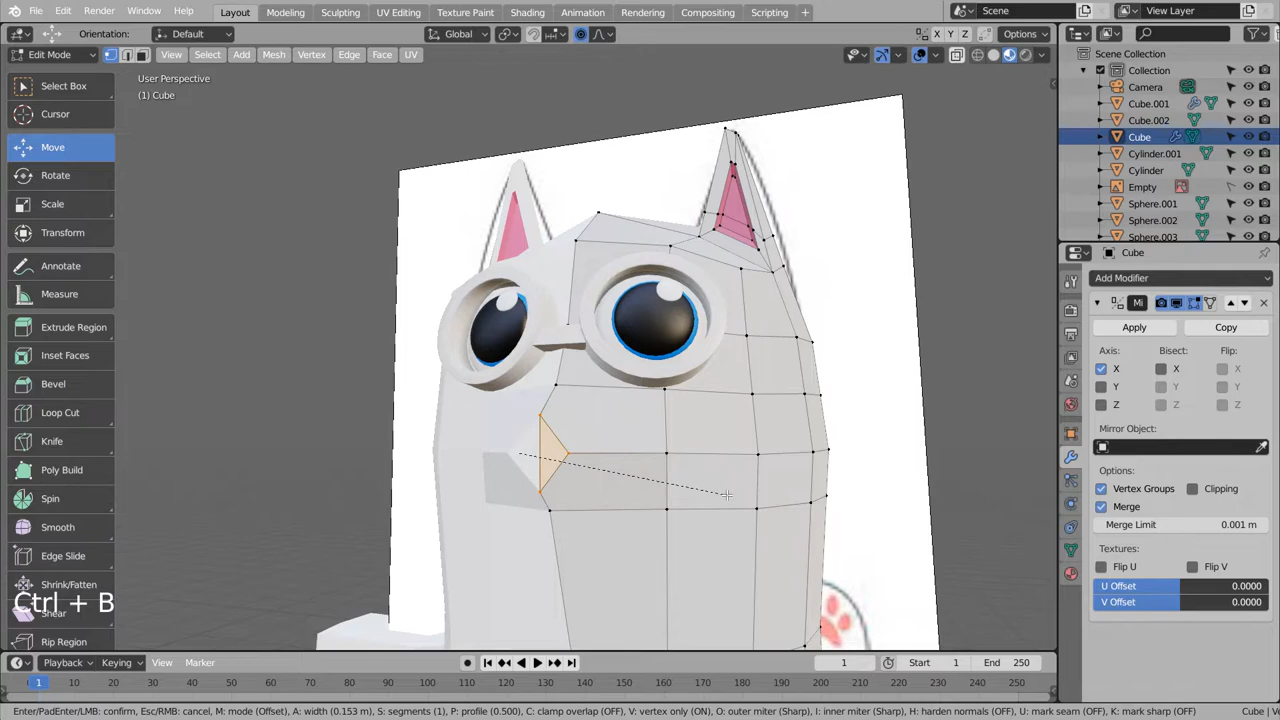 File Edit Render Window Help Layout Modeling Sculpting UV Editing Texture Paint Shading Animation Rendering Compositing Scripting + Scene View Layer
Orientation: Default Global X Y Z Options
Edit Mode View Select Add Mesh Vertex Edge Face UV
Scene Collection
Collection
Camera
Cube.001
Cube.002
Cube
Cylinder.001
Cylinder
Empty
Sphere.001
Sphere.002
Sphere.003
User Perspective
(1) Cube
Select Box
Cursor
Move
Rotate
Scale
Transform
Annotate
Measure
Extrude Region
Inset Faces
Bevel
Loop Cut
Knife
Poly Build
Spin
Smooth
Edge Slide
Shrink/Fatten
Shear
Rip Region
Ctrl + B
Cube
Add Modifier
Mi
Apply Copy
Axis: Bisect: Flip:
X X X
Y Y Y
Z Z Z
Mirror Object:
Options:
Vertex Groups Clipping
Merge
Merge Limit 0.001 m
Textures:
Flip U Flip V
U Offset 0.0000
V Offset 0.0000
Playback Keying View Marker 1 Start 1 End 250
1 10 20 30 40 50 60 70 80 90 100 110 120 130 140 150 160 170 180 190 200 210 220 230 240 250
Enter/PadEnter/LMB: confirm, Esc/RMB: cancel, M: mode (Offset), A: width (0.153 m), S: segments (1), P: profile (0.500), C: clamp overlap (OFF), V: vertex only (ON), O: outer miter (Sharp), I: inner miter (Sharp), H: harden normals (OFF), U: mark seam (OFF), K: mark sharp (OFF), Cube | V